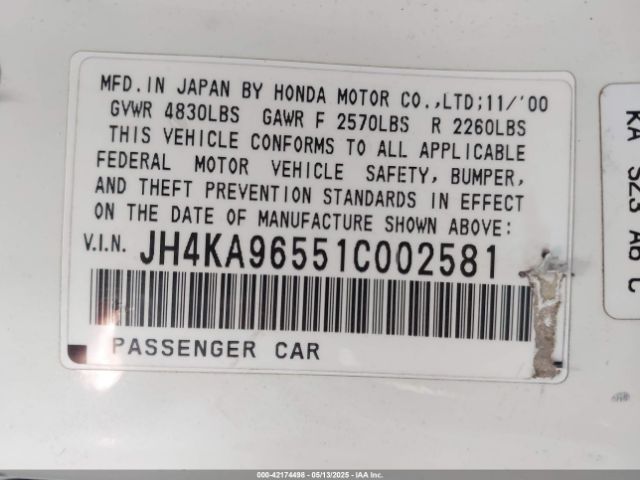 MFD. IN JAPAN BY HONDA MOTOR CO.,LTD;11/'00
GVWR 4830LBS GAWR F 2570LBS R 2260LBS
THIS VEHICLE CONFORMS TO ALL APPLICABLE
FEDERAL MOTOR VEHICLE SAFETY, BUMPER,
AND THEFT PREVENTION STANDARDS IN EFFECT
ON THE DATE OF MANUFACTURE SHOWN ABOVE:
V.I.N. JH4KA96551C002581
PASSENGER CAR
KA
C
000-42174498 - 05/13/2025 - IAA Inc.